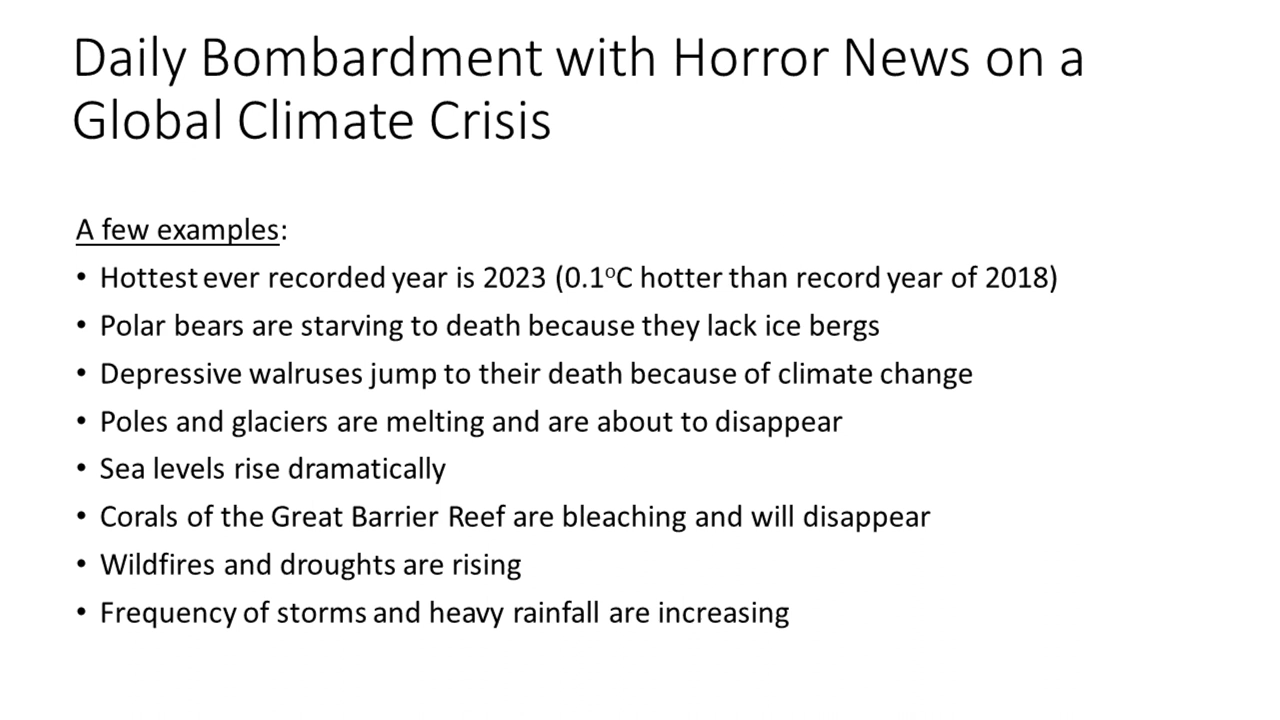 Daily Bombardment with Horror News on a
Global Climate Crisis
A few examples:
• Hottest ever recorded year is 2023 (0.1ºC hotter than record year of 2018)
• Polar bears are starving to death because they lack ice bergs
• Depressive walruses jump to their death because of climate change
• Poles and glaciers are melting and are about to disappear
• Sea levels rise dramatically
• Corals of the Great Barrier Reef are bleaching and will disappear
• Wildfires and droughts are rising
• Frequency of storms and heavy rainfall are increasing